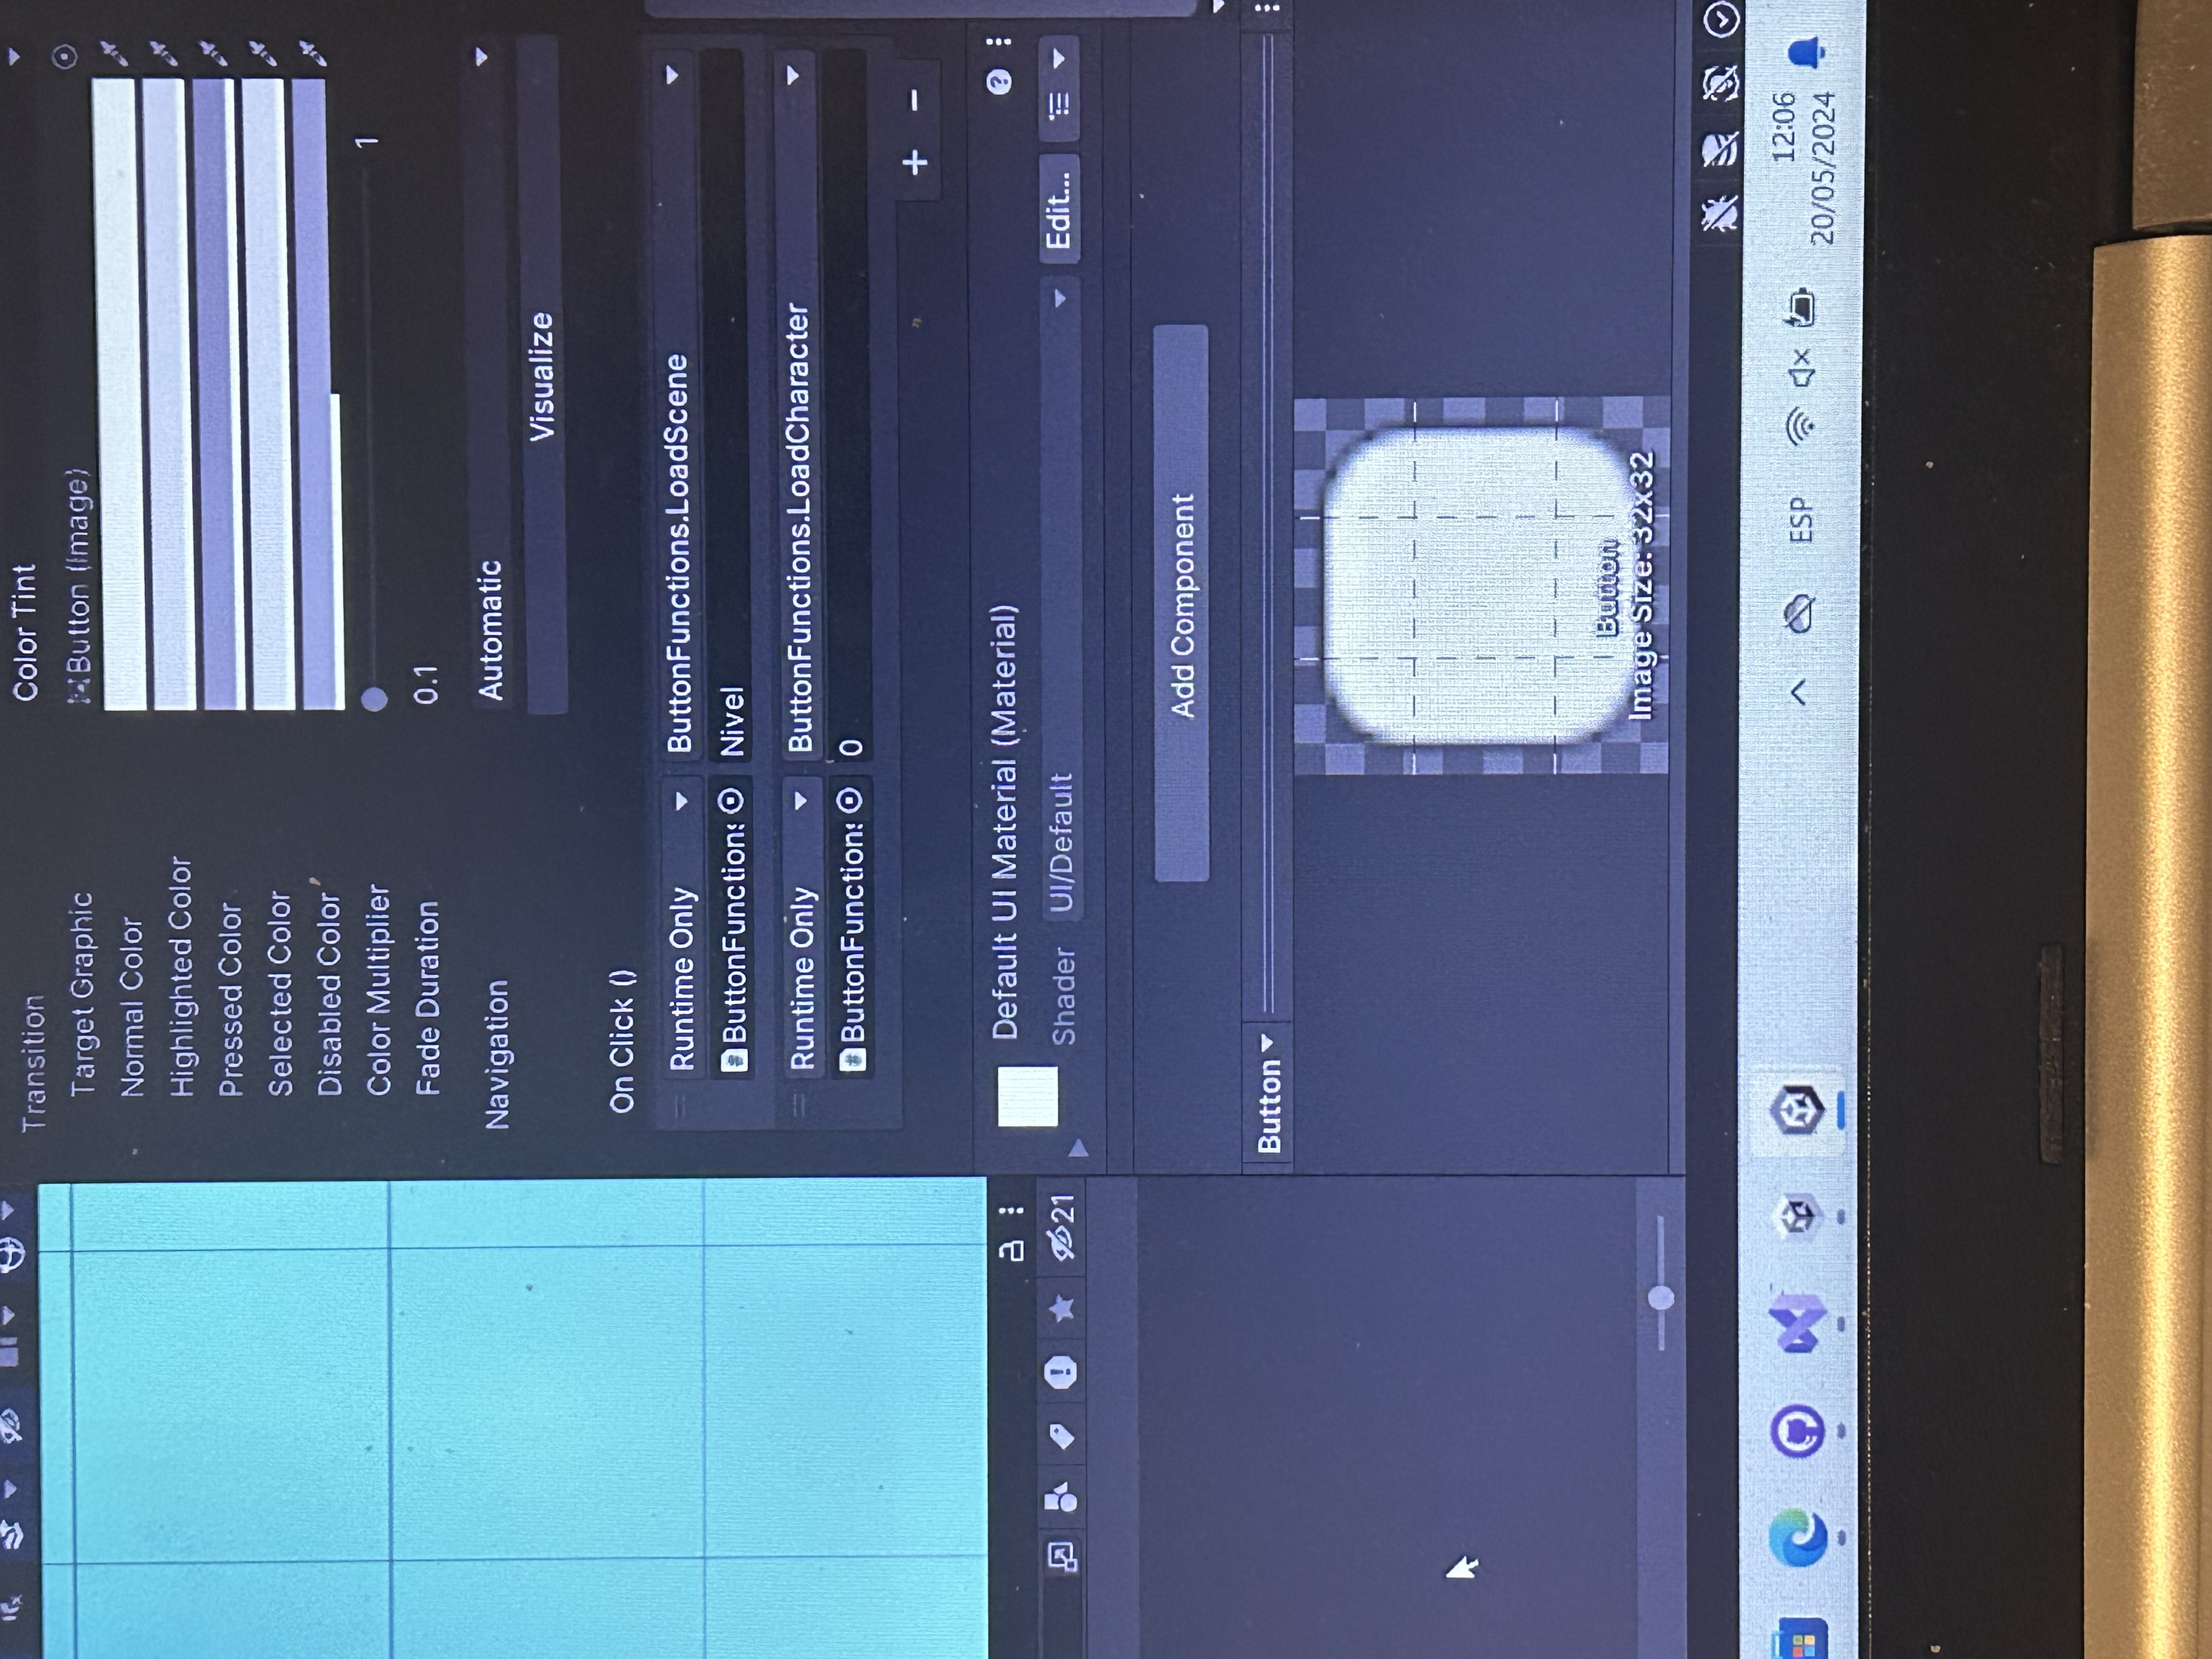 Transition Color Tint
Target Graphic Button (Image)
Normal Color
Highlighted Color
Pressed Color
Selected Color
Disabled Color
Color Multiplier 1
Fade Duration 0.1
Navigation Automatic
Visualize
On Click ()
Runtime Only ButtonFunctions.LoadScene
ButtonFunctions Nivel
Runtime Only ButtonFunctions.LoadCharacter
ButtonFunctions 0
+ −
Default UI Material (Material)
Shader UI/Default Edit...
21
Add Component
Button
Button
Image Size: 32x32
ESP
12:06
20/05/2024